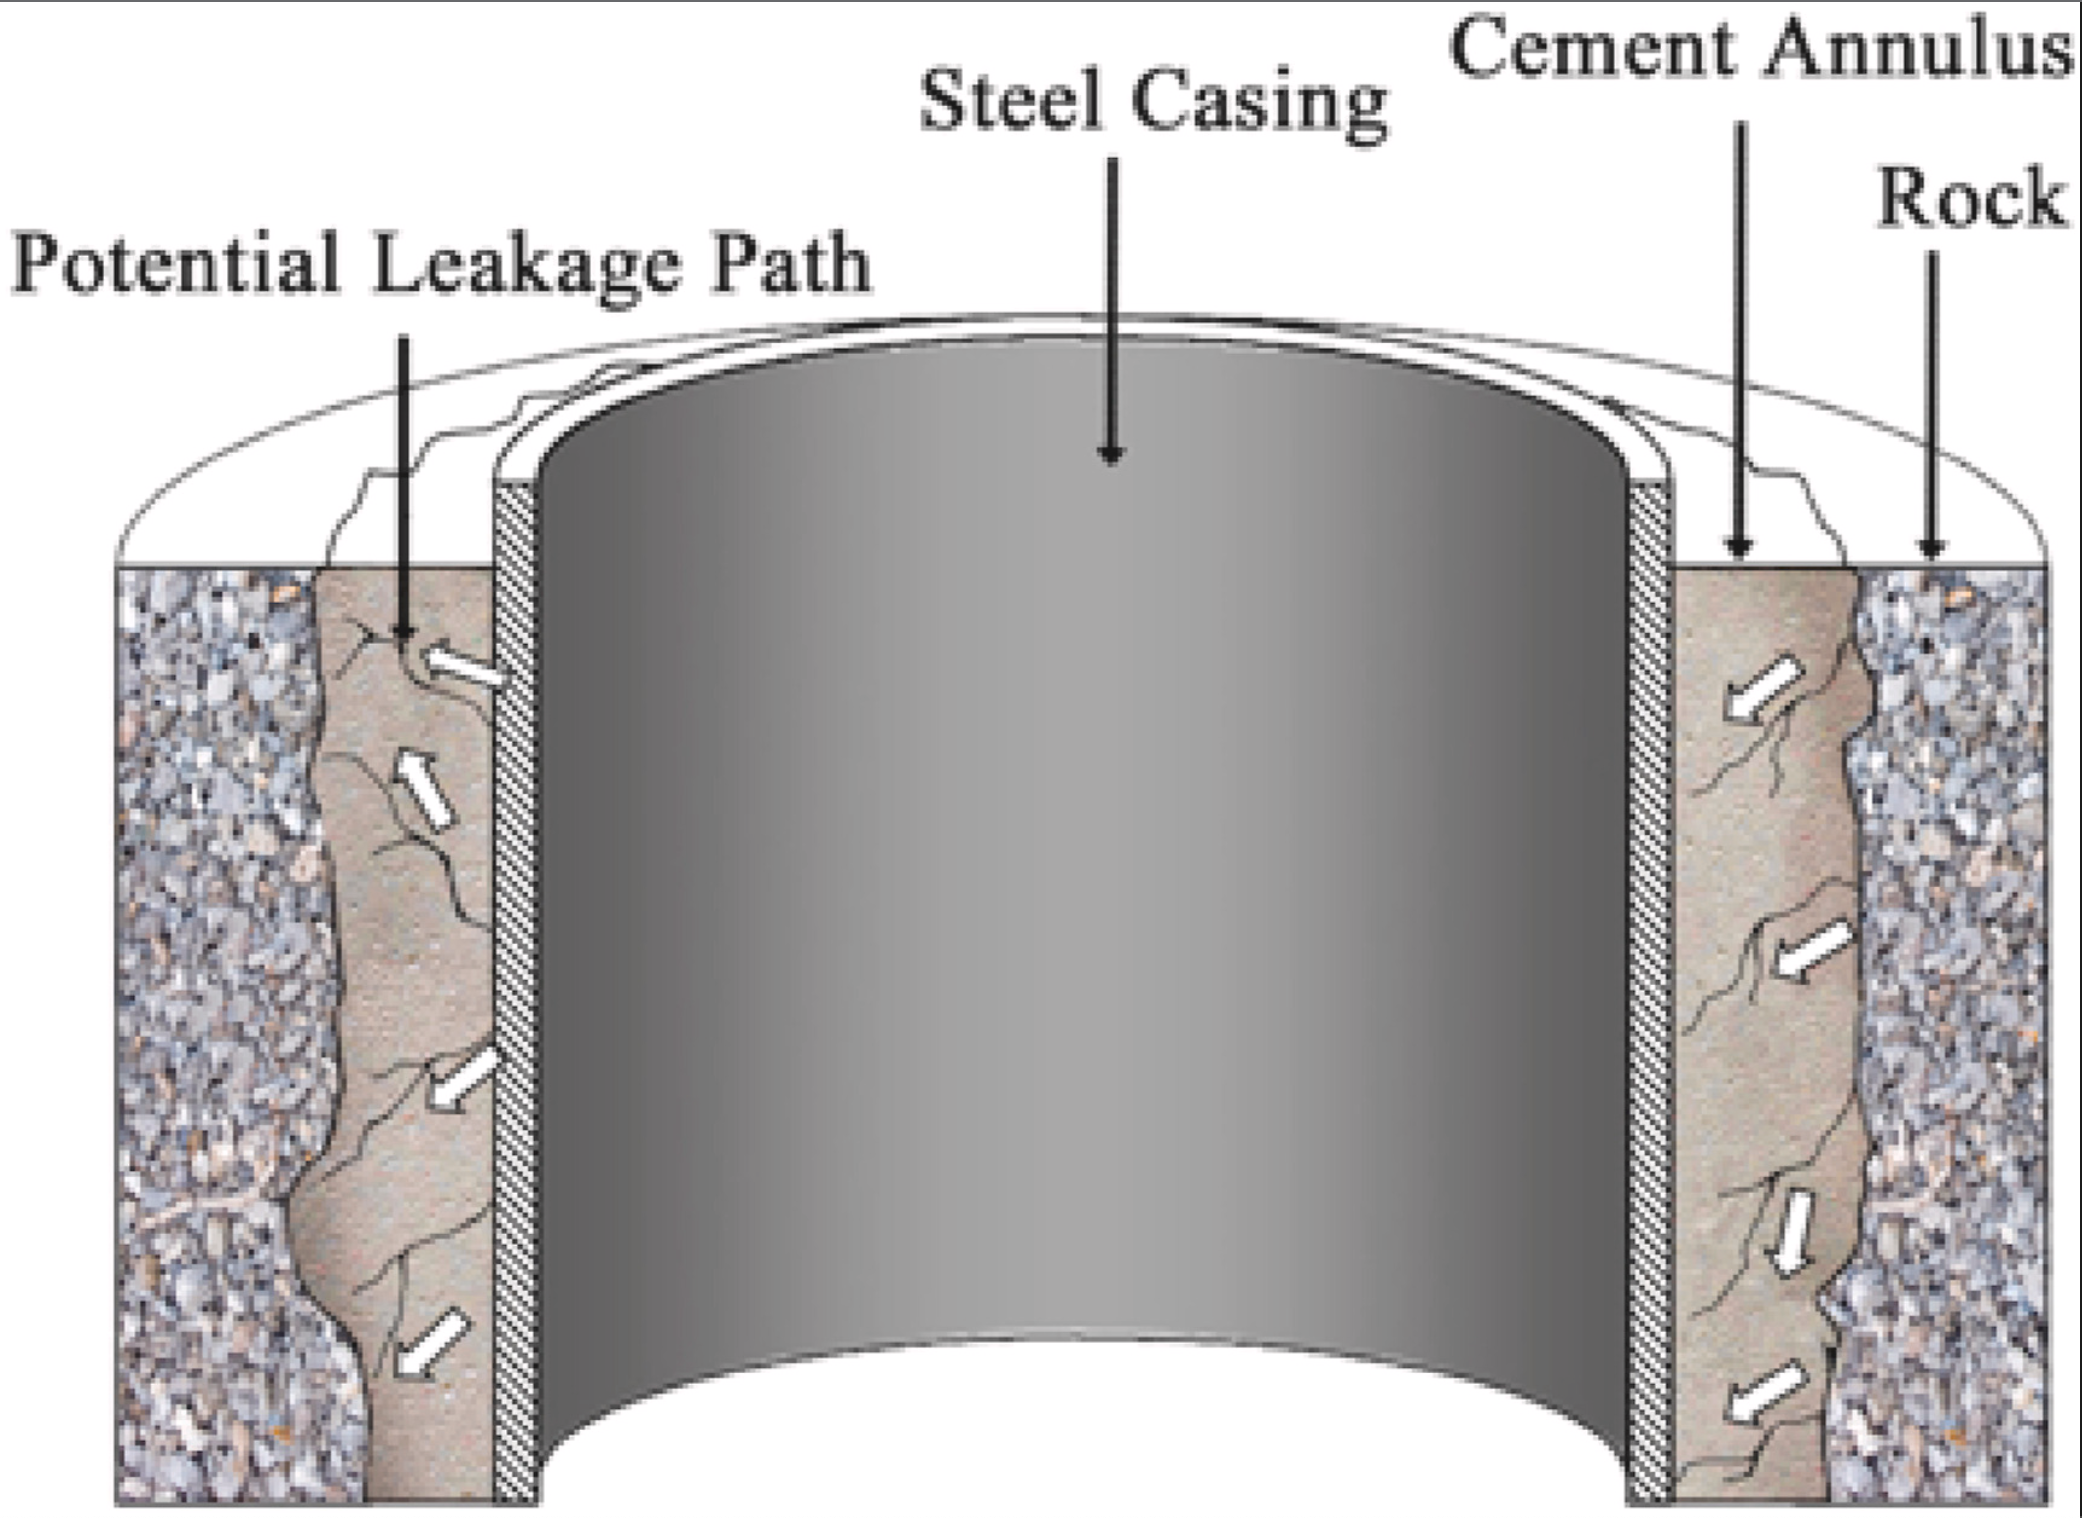 Cement Annulus
Steel Casing
Rock
Potential Leakage Path